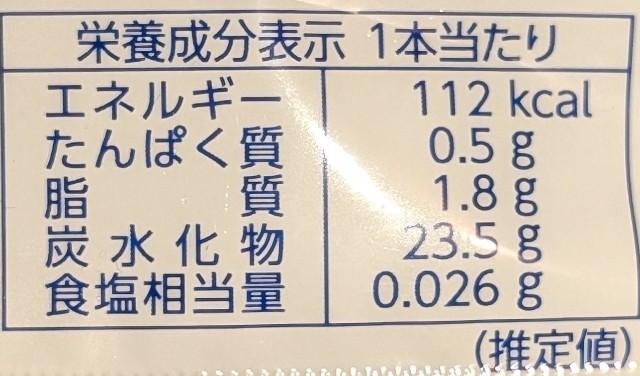 栄養成分表示 1本当たり
エネルギー 112 kcal
たんぱく質 0.5 g
脂質 1.8 g
炭水化物 23.5 g
食塩相当量 0.026 g
(推定値)